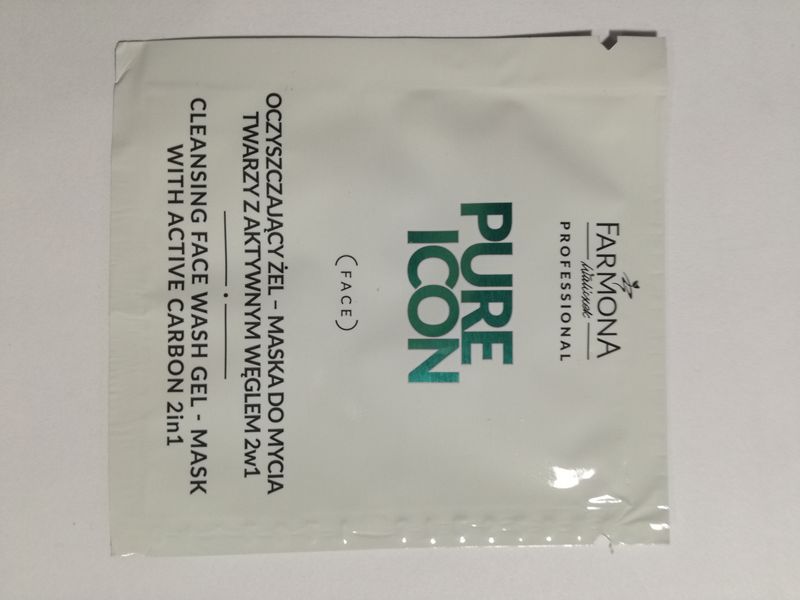 FARMONA
Waliczek
PROFESSIONAL
PURE
ICON
(FACE)
OCZYSZCZAJĄCY ŻEL – MASKA DO MYCIA
TWARZY Z AKTYWNYM WĘGLEM 2w1
CLEANSING FACE WASH GEL - MASK
WITH ACTIVE CARBON 2in1